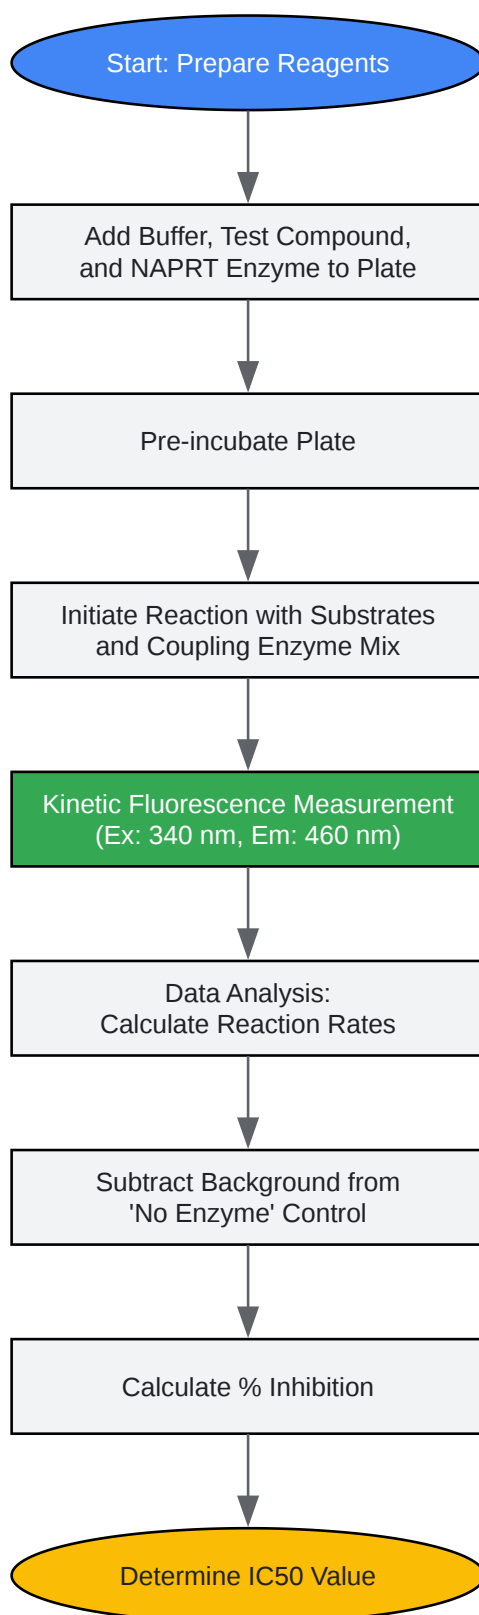 Start: Prepare Reagents
Add Buffer, Test Compound,
and NAPRT Enzyme to Plate
Pre-incubate Plate
Initiate Reaction with Substrates
and Coupling Enzyme Mix
Kinetic Fluorescence Measurement
(Ex: 340 nm, Em: 460 nm)
Data Analysis:
Calculate Reaction Rates
Subtract Background from
'No Enzyme' Control
Calculate % Inhibition
Determine IC50 Value